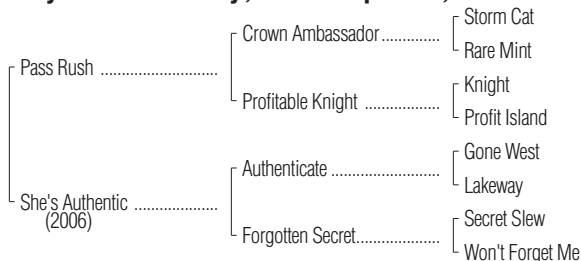 Storm Cat
Crown Ambassador..............
Rare Mint
Pass Rush ............................
Knight
Profitable Knight ..................
Profit Island
Gone West
Authenticate ..........................
Lakeway
She's Authentic ....................
(2006)
Secret Slew
Forgotten Secret....................
Won't Forget Me